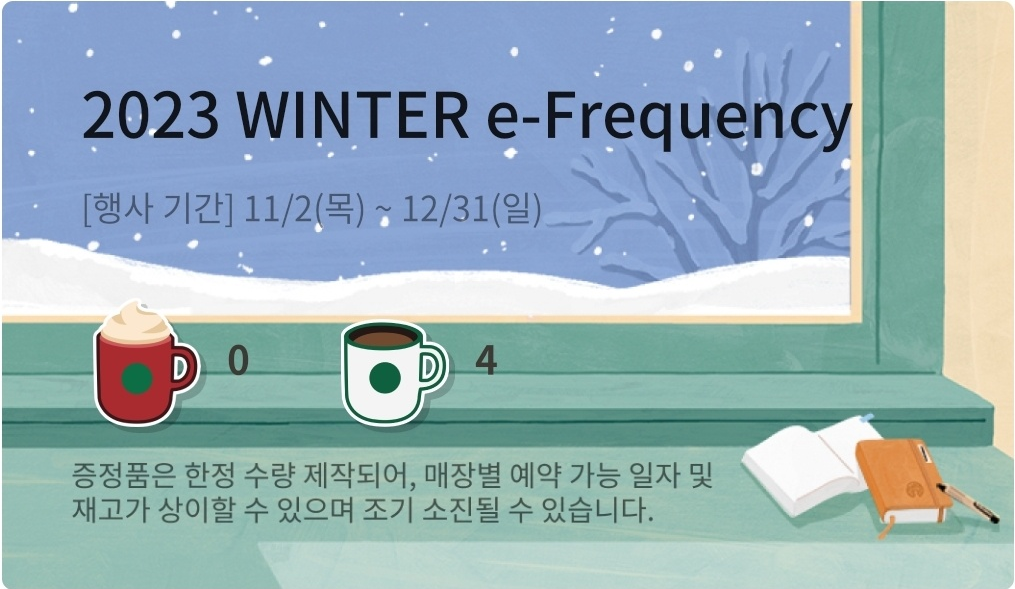 2023 WINTER e-Frequency
[행사 기간] 11/2(목) ~ 12/31(일)
0
4
증정품은 한정 수량 제작되어, 매장별 예약 가능 일자 및
재고가 상이할 수 있으며 조기 소진될 수 있습니다.